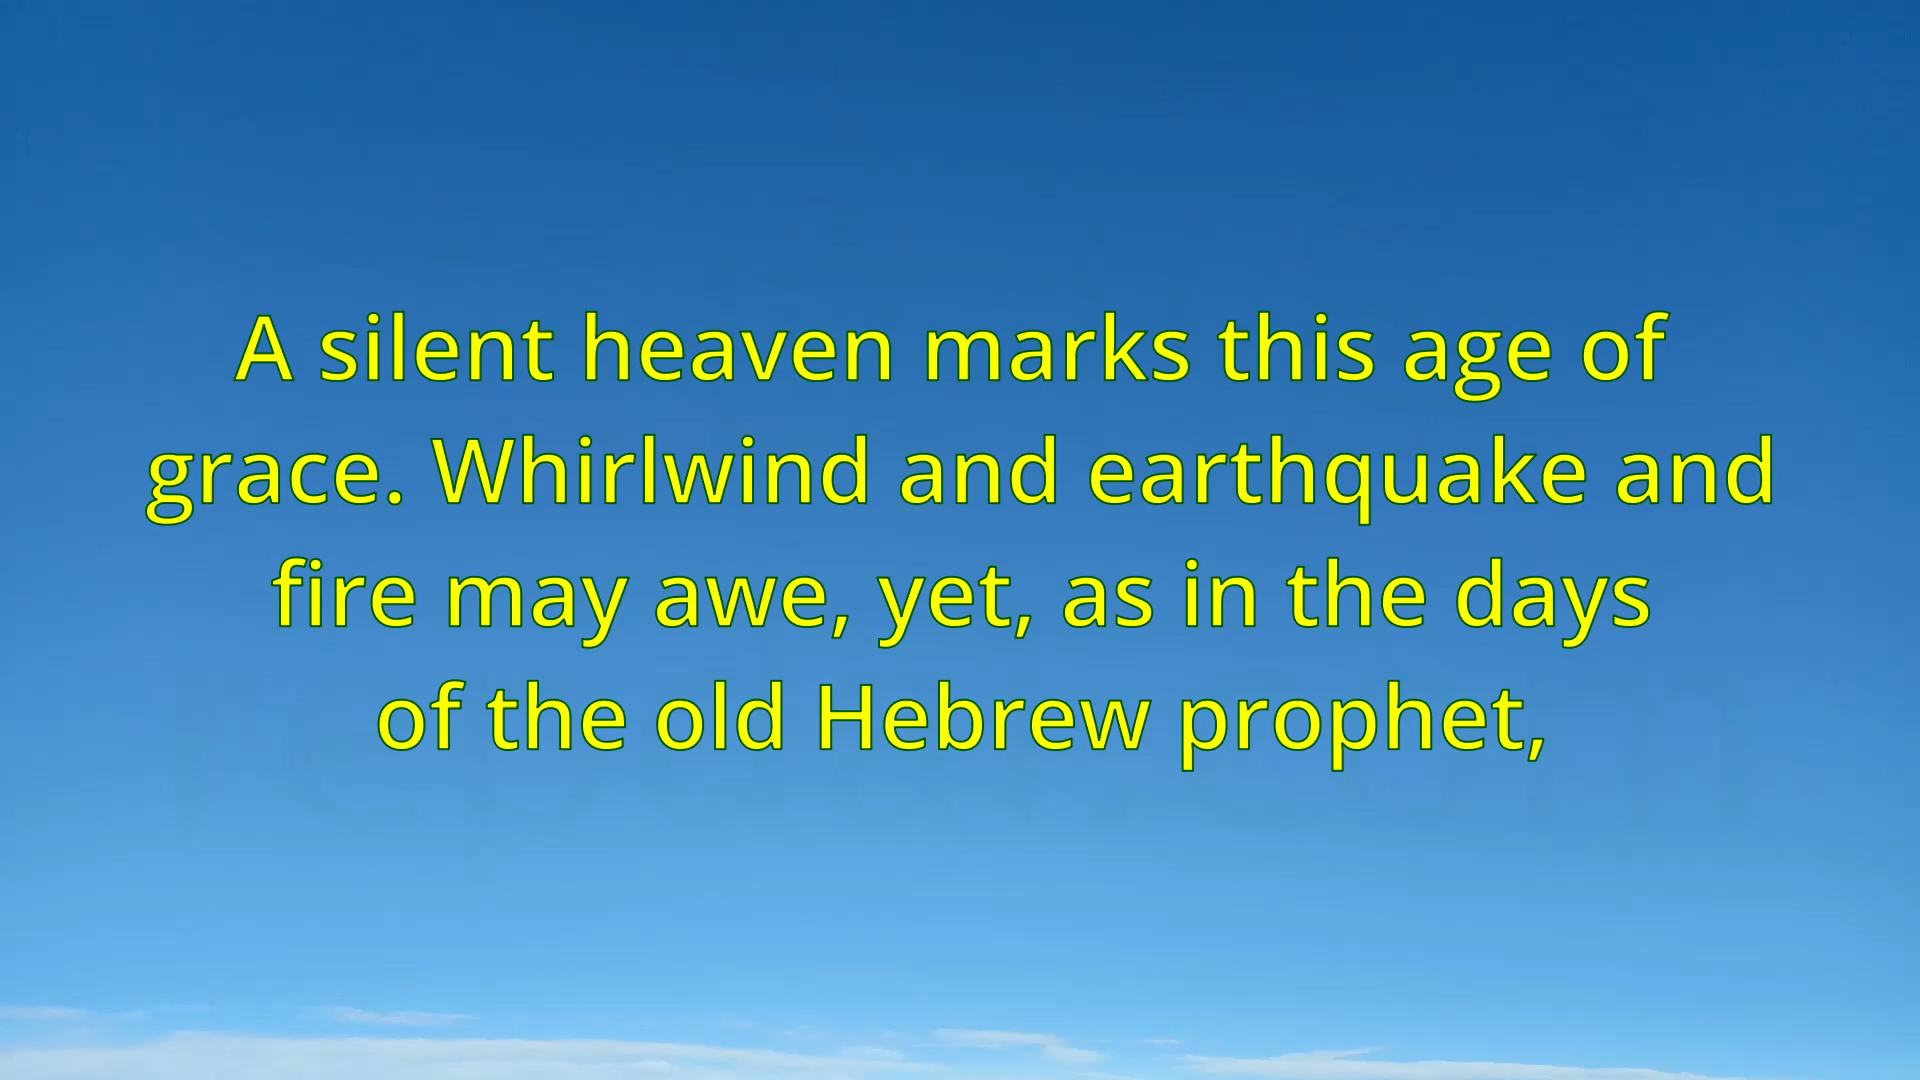 A silent heaven marks this age of
grace. Whirlwind and earthquake and
fire may awe, yet, as in the days
of the old Hebrew prophet,